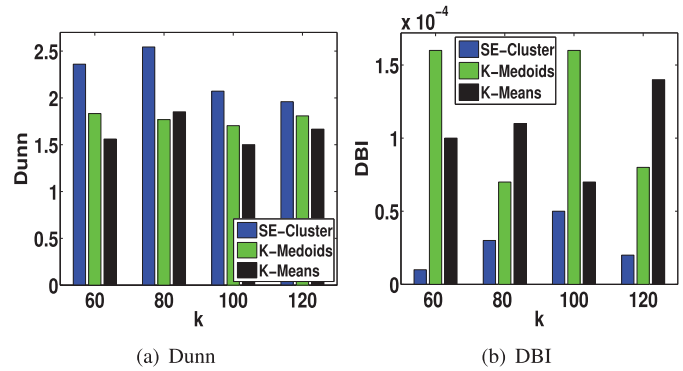 2.5
2
1.5
1
0.5
0
Dunn
SE-Cluster
K-Medoids
K-Means
60 80 100 120
k
(a) Dunn
x 10⁻⁴
1.5
1
0.5
0
DBI
SE-Cluster
K-Medoids
K-Means
60 80 100 120
k
(b) DBI